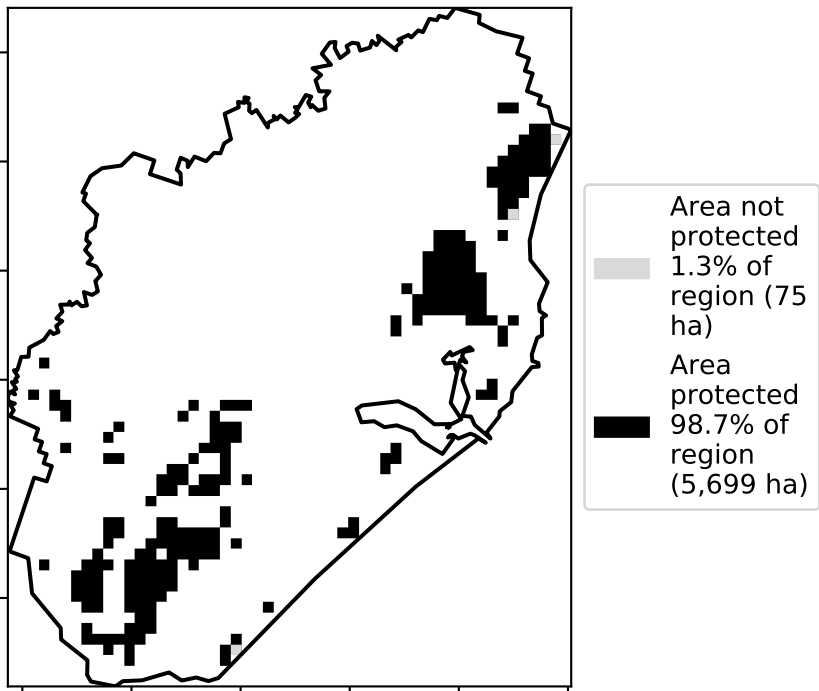 Area not
protected
1.3% of
region (75
ha)
Area
protected
98.7% of
region
(5,699 ha)